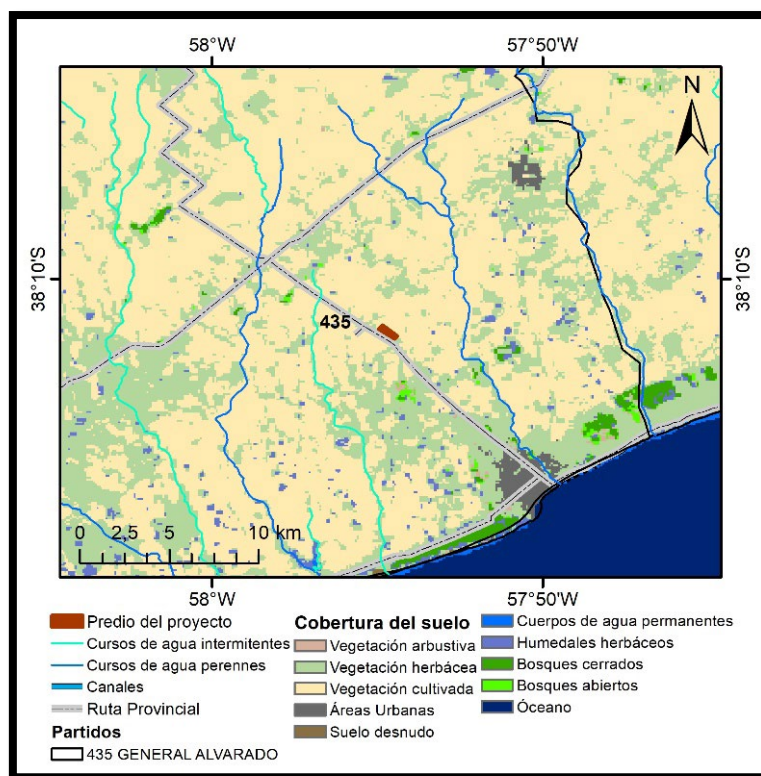 58°W 57°50'W
N
38°10'S 38°10'S
435
0 2,5 5 10 km
58°W 57°50'W
Predio del proyecto
Cursos de agua intermitentes
Cursos de agua perennes
Canales
Ruta Provincial
Partidos
435 GENERAL ALVARADO
Cobertura del suelo
Vegetación arbustiva
Vegetación herbácea
Vegetación cultivada
Áreas Urbanas
Suelo desnudo
Cuerpos de agua permanentes
Humedales herbáceos
Bosques cerrados
Bosques abiertos
Óceano